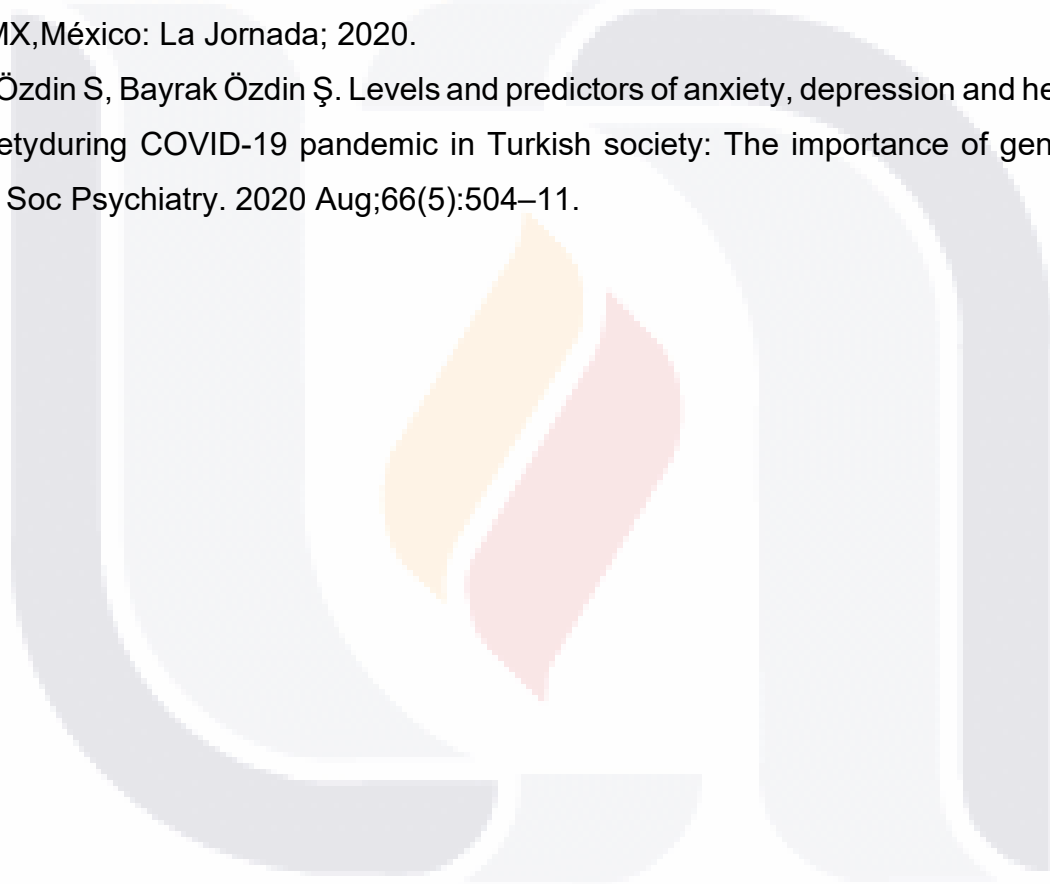 MX,México: La Jornada; 2020.
Özdin S, Bayrak Özdin Ş. Levels and predictors of anxiety, depression and he
etyduring COVID-19 pandemic in Turkish society: The importance of gen
Soc Psychiatry. 2020 Aug;66(5):504–11.